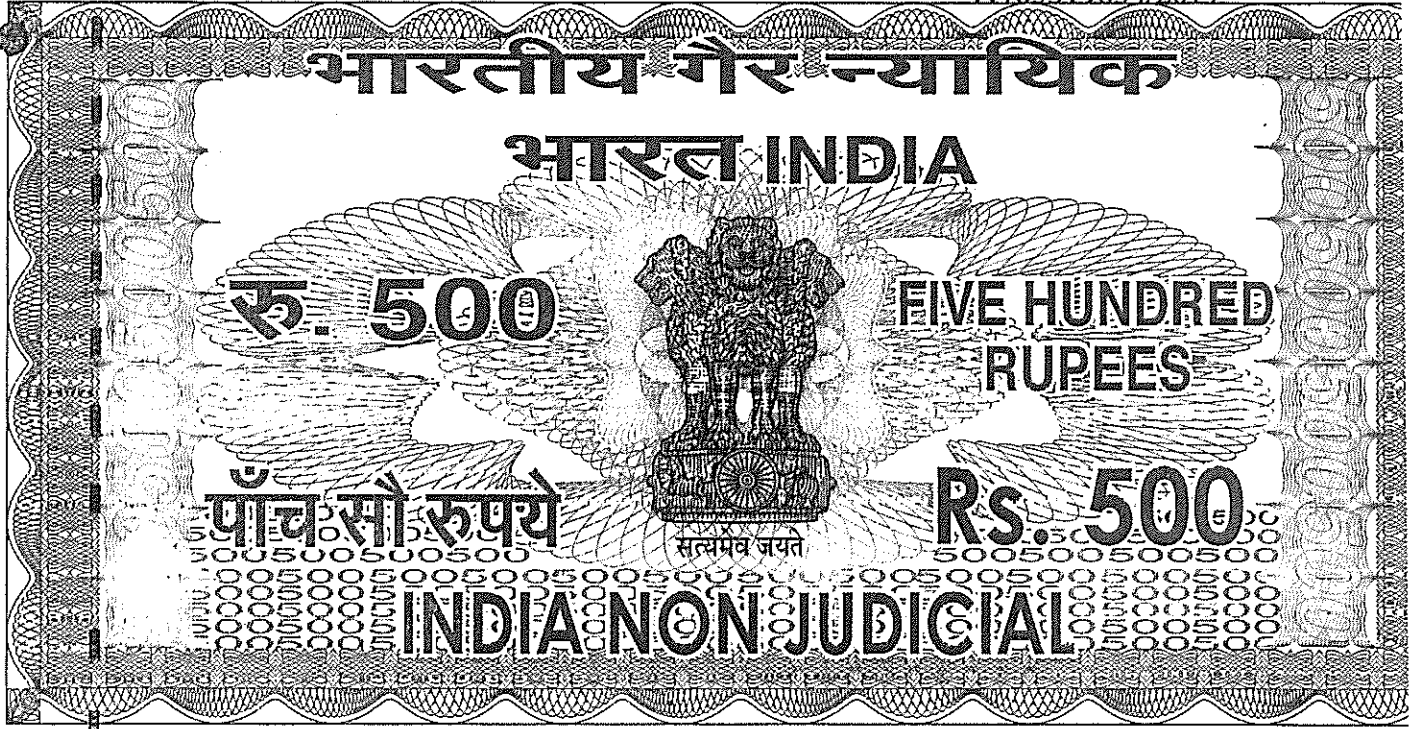 भारतीय गैर न्यायिक
भारत INDIA
रु. 500
FIVE HUNDRED
RUPEES
पाँच सौ रुपये
Rs. 500
सत्यमेव जयते
INDIA NON JUDICIAL